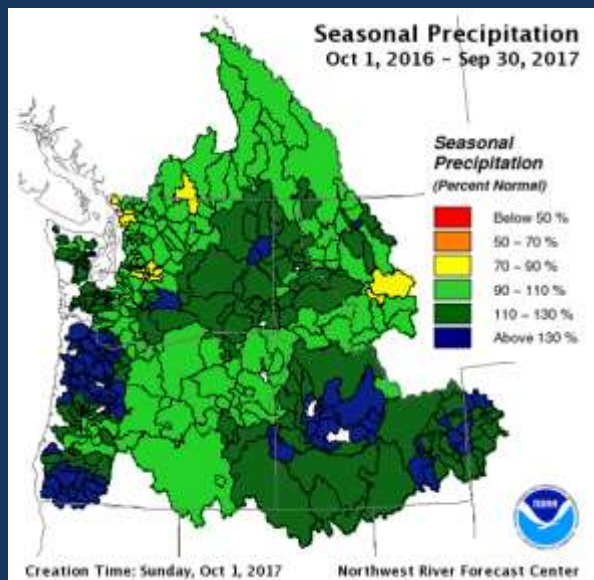 Seasonal Precipitation
Oct 1, 2016 – Sep 30, 2017
Seasonal
Precipitation
(Percent Normal)
Below 50 %
50 – 70 %
70 – 90 %
90 – 110 %
110 – 130 %
Above 130 %
noaa
Creation Time: Sunday, Oct 1, 2017
Northwest River Forecast Center